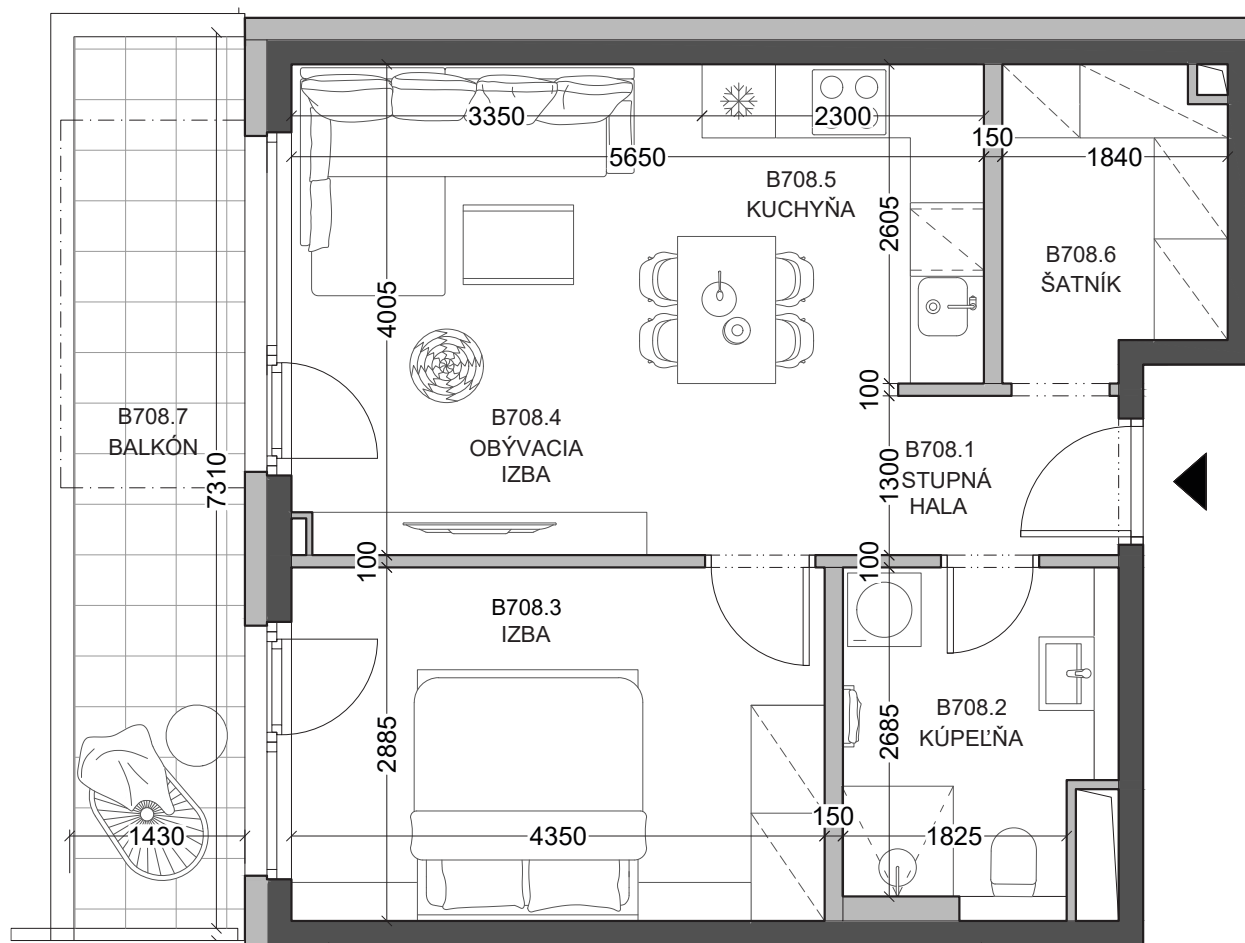 3350
2300
5650
150
1840
B708.5
KUCHYŇA
2605
B708.6
ŠATNÍK
4005
B708.7
BALKÓN
7310
B708.4
OBÝVACIA
IZBA
100
B708.1
STUPNÁ
HALA
1300
100
100
B708.3
IZBA
2885
B708.2
KÚPEĽŇA
2685
150
1430
4350
1825